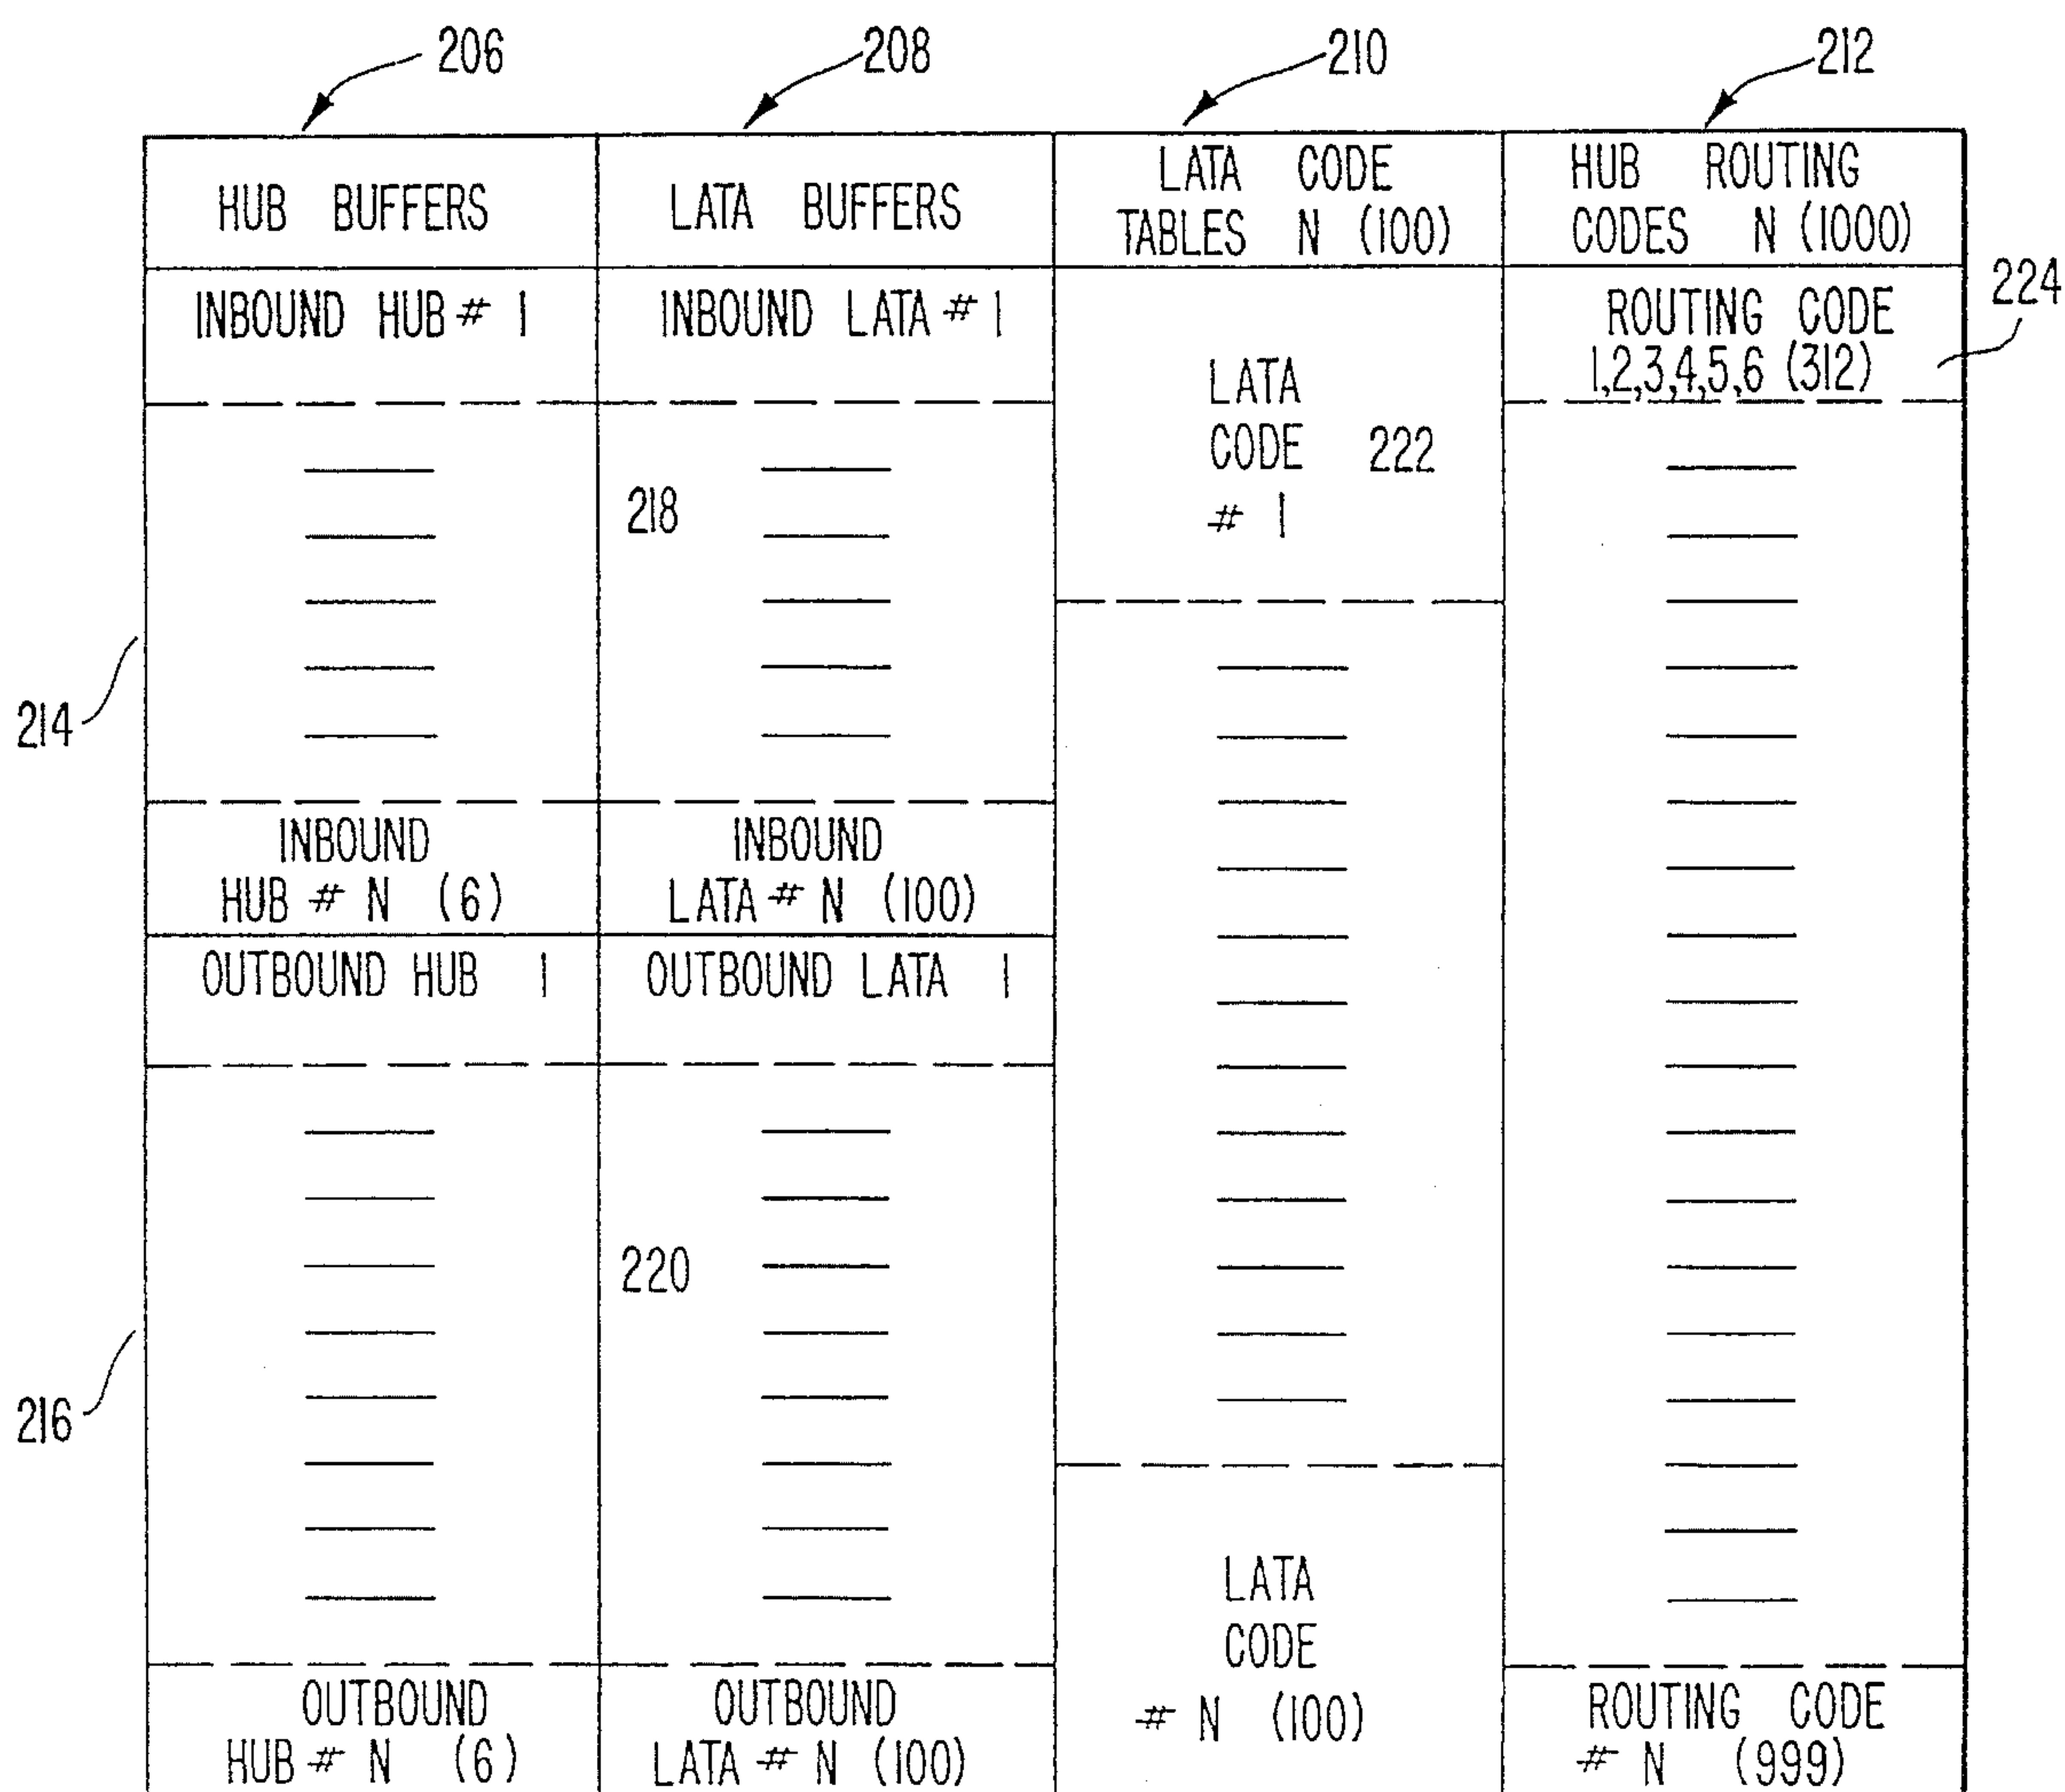 206
208
210
212
HUB BUFFERS
LATA BUFFERS
LATA CODE
TABLES N (100)
HUB ROUTING
CODES N (1000)
INBOUND HUB # 1
INBOUND LATA # 1
LATA
CODE 222
# 1
ROUTING CODE
1,2,3,4,5,6 (312)
224
218
214
INBOUND
HUB # N (6)
INBOUND
LATA # N (100)
OUTBOUND HUB 1
OUTBOUND LATA 1
220
216
OUTBOUND
HUB # N (6)
OUTBOUND
LATA # N (100)
LATA
CODE
# N (100)
ROUTING CODE
# N (999)